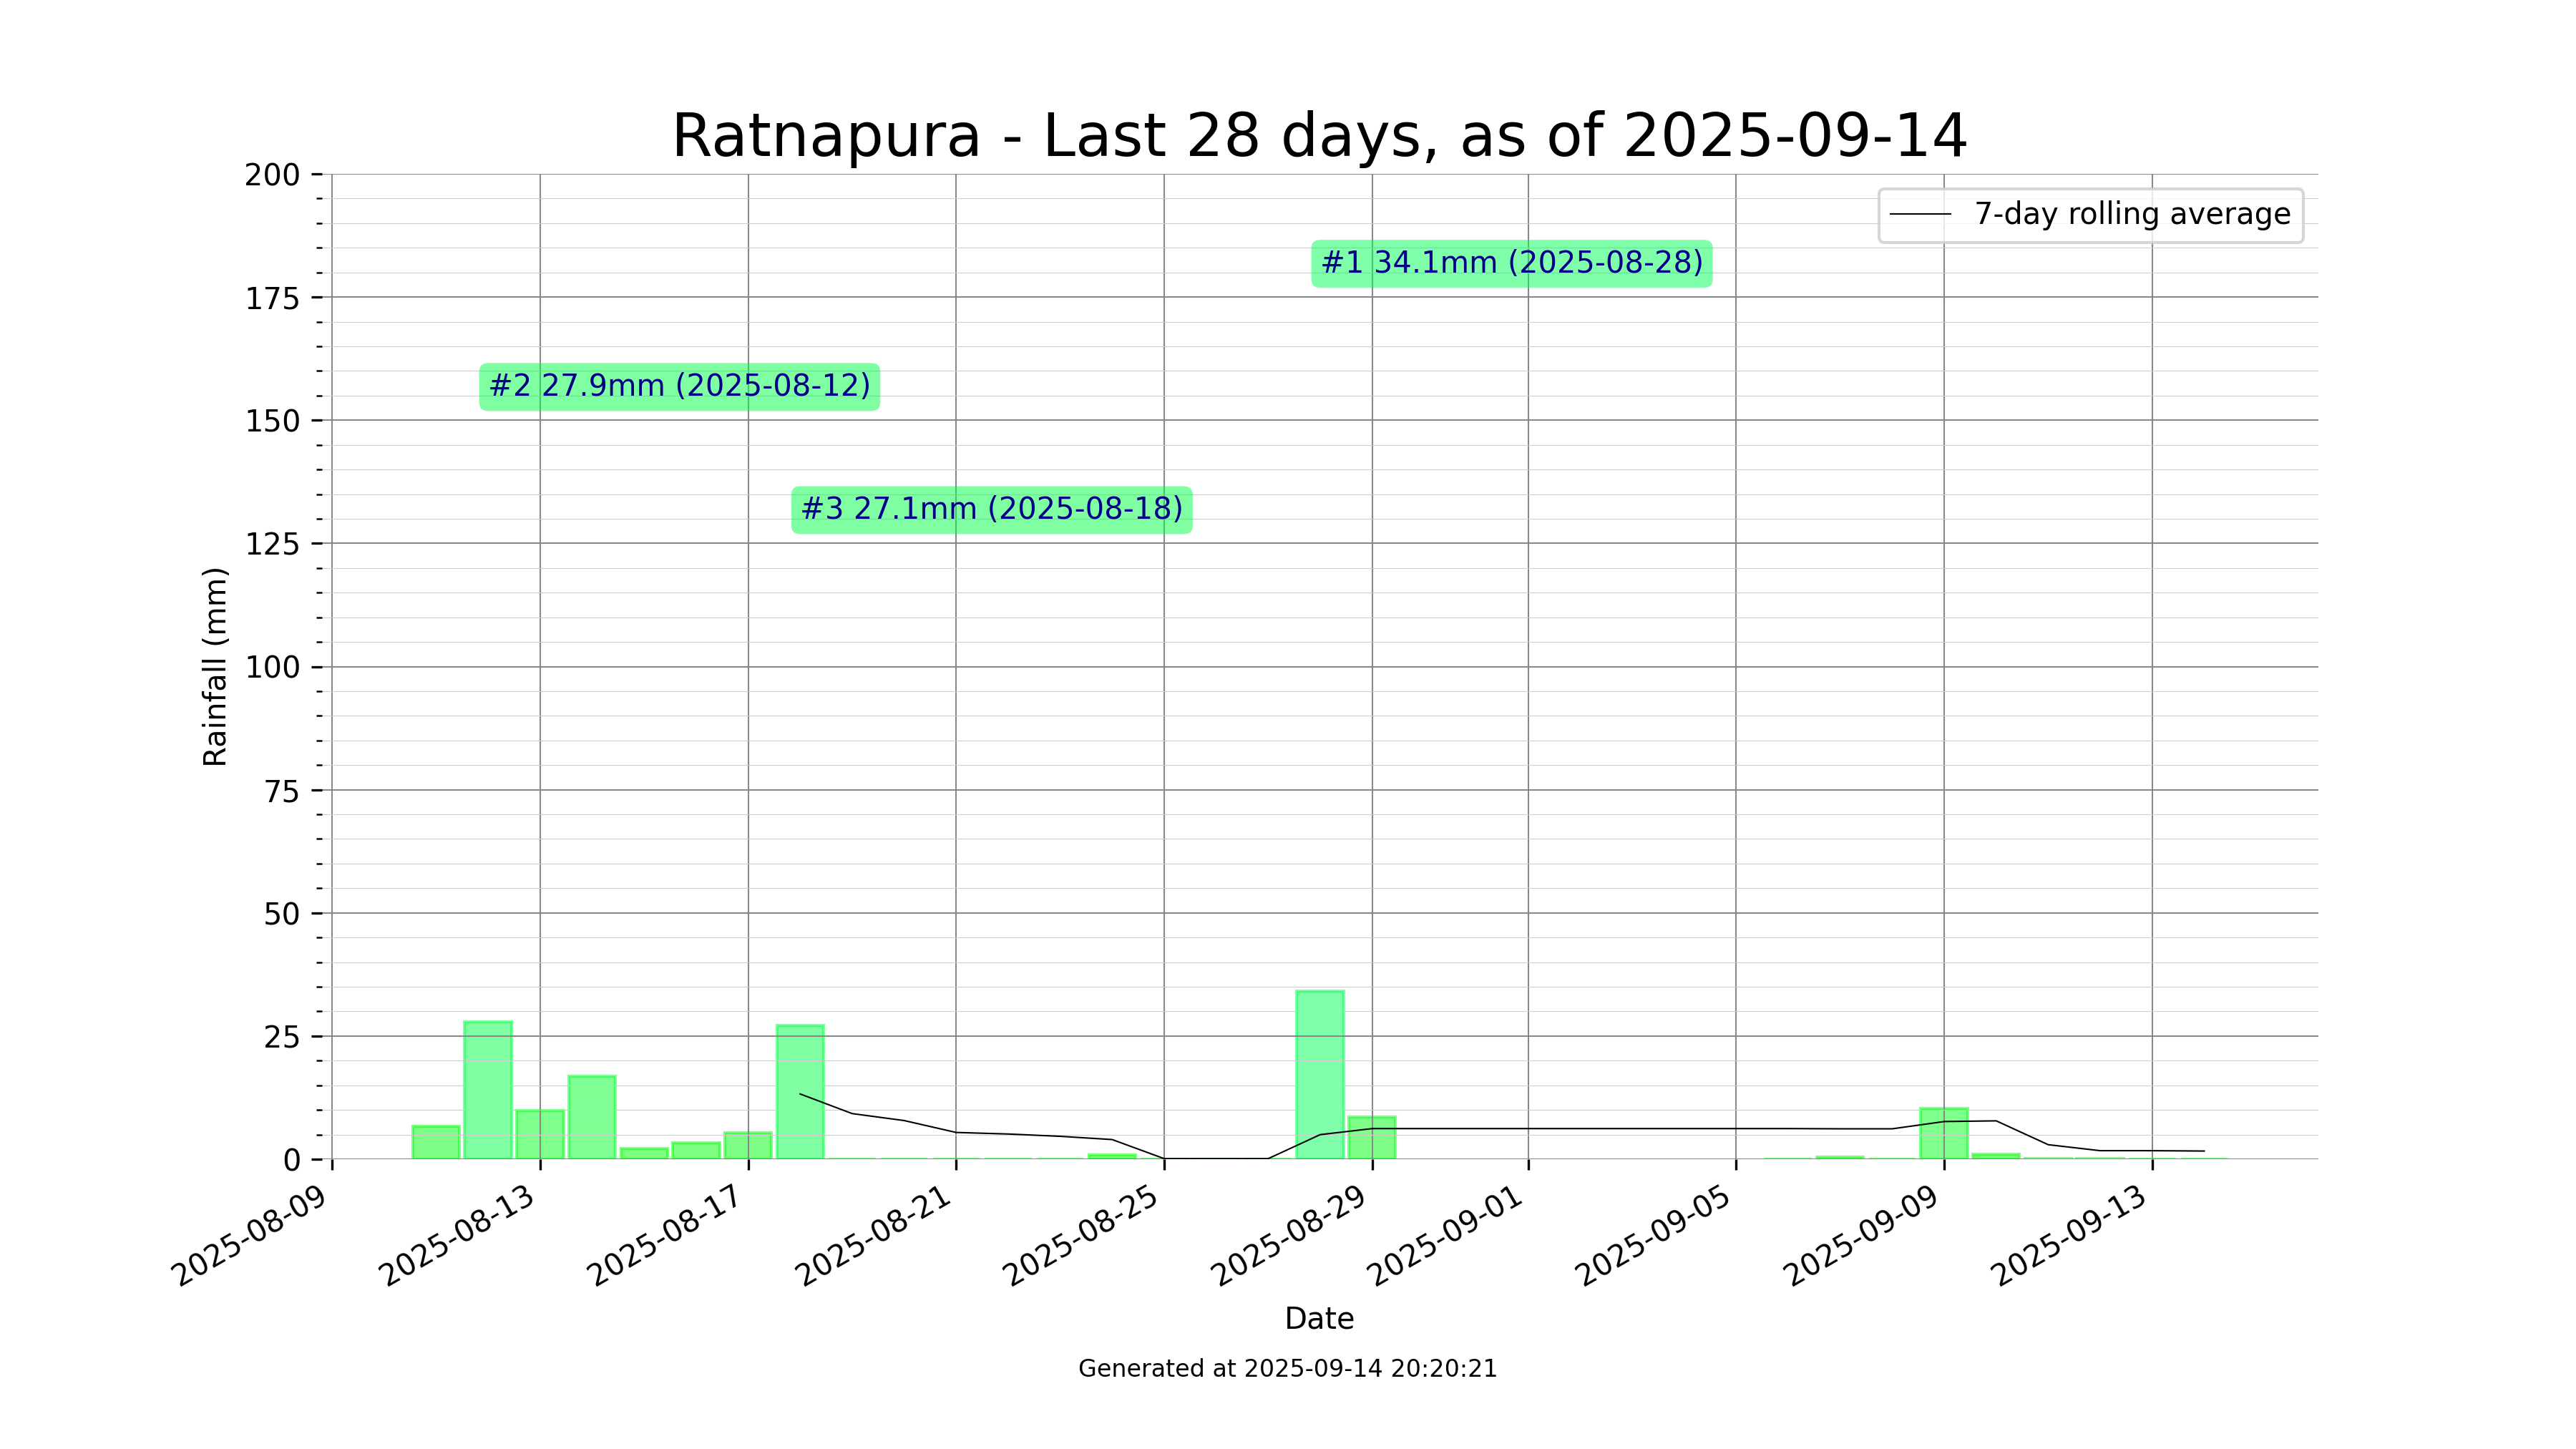 Ratnapura - Last 28 days, as of 2025-09-14
7-day rolling average
#1 34.1mm (2025-08-28)
#2 27.9mm (2025-08-12)
#3 27.1mm (2025-08-18)
Rainfall (mm)
200
175
150
125
100
75
50
25
0
2025-08-09
2025-08-13
2025-08-17
2025-08-21
2025-08-25
2025-08-29
2025-09-01
2025-09-05
2025-09-09
2025-09-13
Date
Generated at 2025-09-14 20:20:21